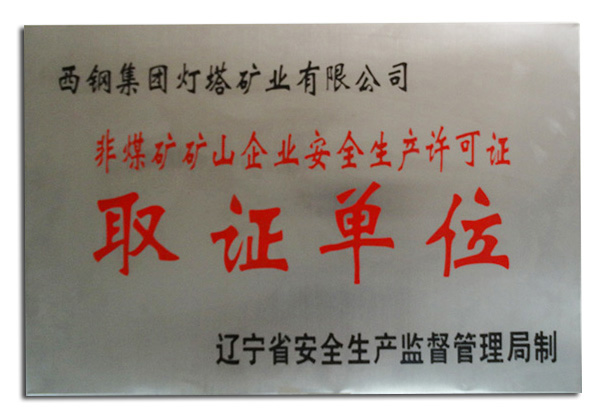 西钢集团灯塔矿业有限公司
非煤矿矿山企业安全生产许可证
取证单位
辽宁省安全生产监督管理局制